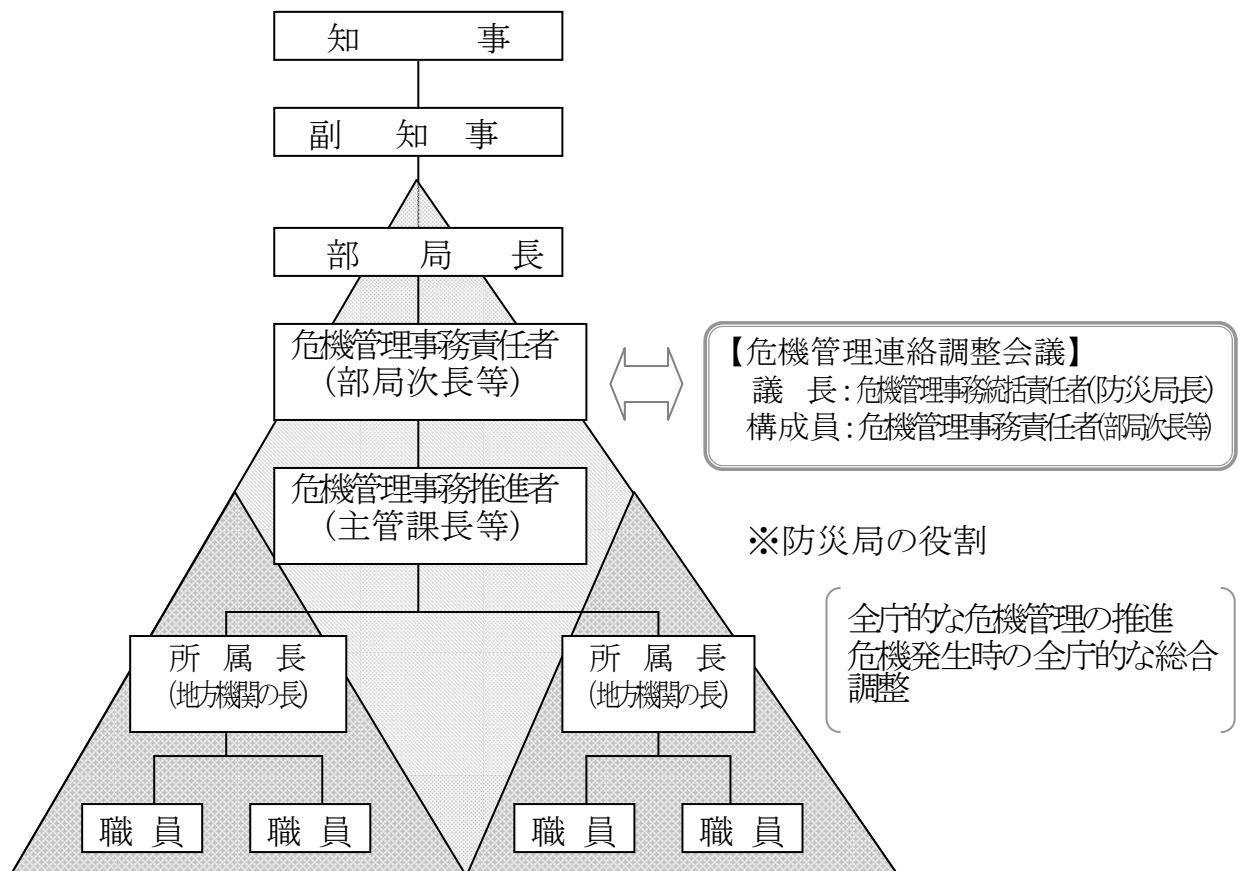 知事
副知事
部局長
危機管理事務責任者
(部局次長等)
【危機管理連絡調整会議】
議長:危機管理事務統括責任者(防災局長)
構成員:危機管理事務責任者(部局次長等)
危機管理事務推進者
(主管課長等)
※防災局の役割
全庁的な危機管理の推進
危機発生時の全庁的な総合
調整
所属長
(地方機関の長)
所属長
(地方機関の長)
職員
職員
職員
職員